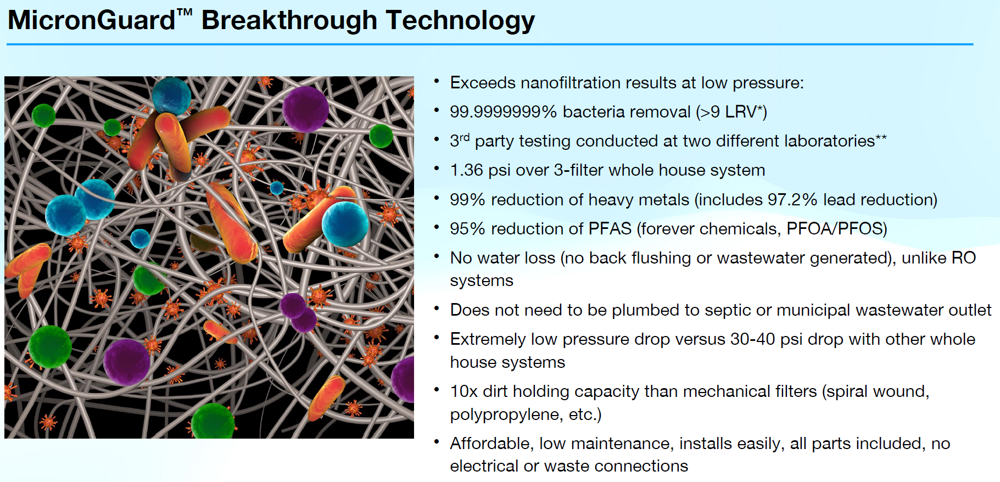 MicronGuard™ Breakthrough Technology
• Exceeds nanofiltration results at low pressure:
• 99.9999999% bacteria removal (>9 LRV*)
• 3rd party testing conducted at two different laboratories**
• 1.36 psi over 3-filter whole house system
• 99% reduction of heavy metals (includes 97.2% lead reduction)
• 95% reduction of PFAS (forever chemicals, PFOA/PFOS)
• No water loss (no back flushing or wastewater generated), unlike RO
systems
• Does not need to be plumbed to septic or municipal wastewater outlet
• Extremely low pressure drop versus 30-40 psi drop with other whole
house systems
• 10x dirt holding capacity than mechanical filters (spiral wound,
polypropylene, etc.)
• Affordable, low maintenance, installs easily, all parts included, no
electrical or waste connections